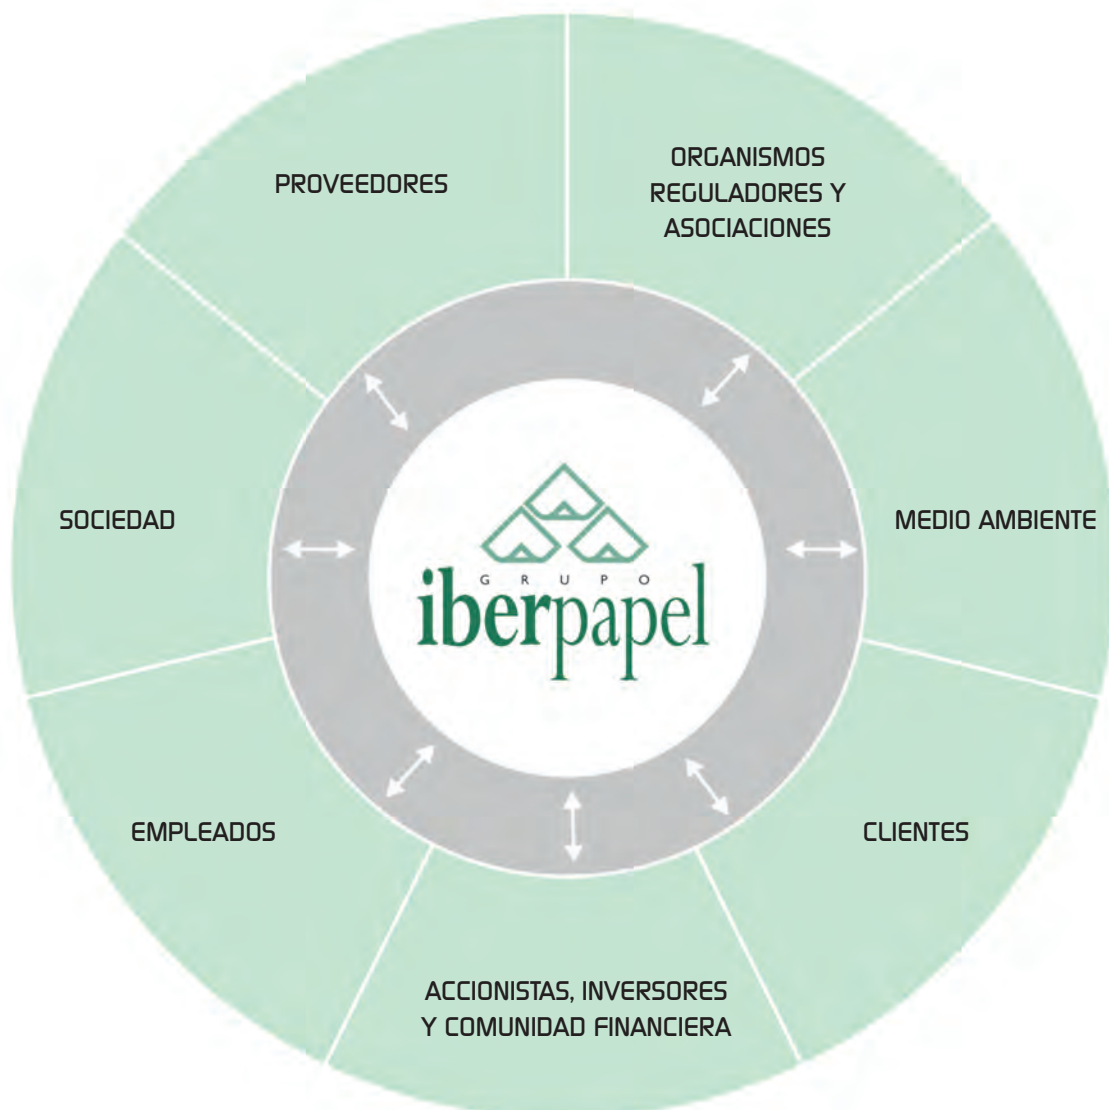 PROVEEDORES
ORGANISMOS
REGULADORES Y
ASOCIACIONES
SOCIEDAD
MEDIO AMBIENTE
GRUPO
iberpapel
EMPLEADOS
CLIENTES
ACCIONISTAS, INVERSORES
Y COMUNIDAD FINANCIERA